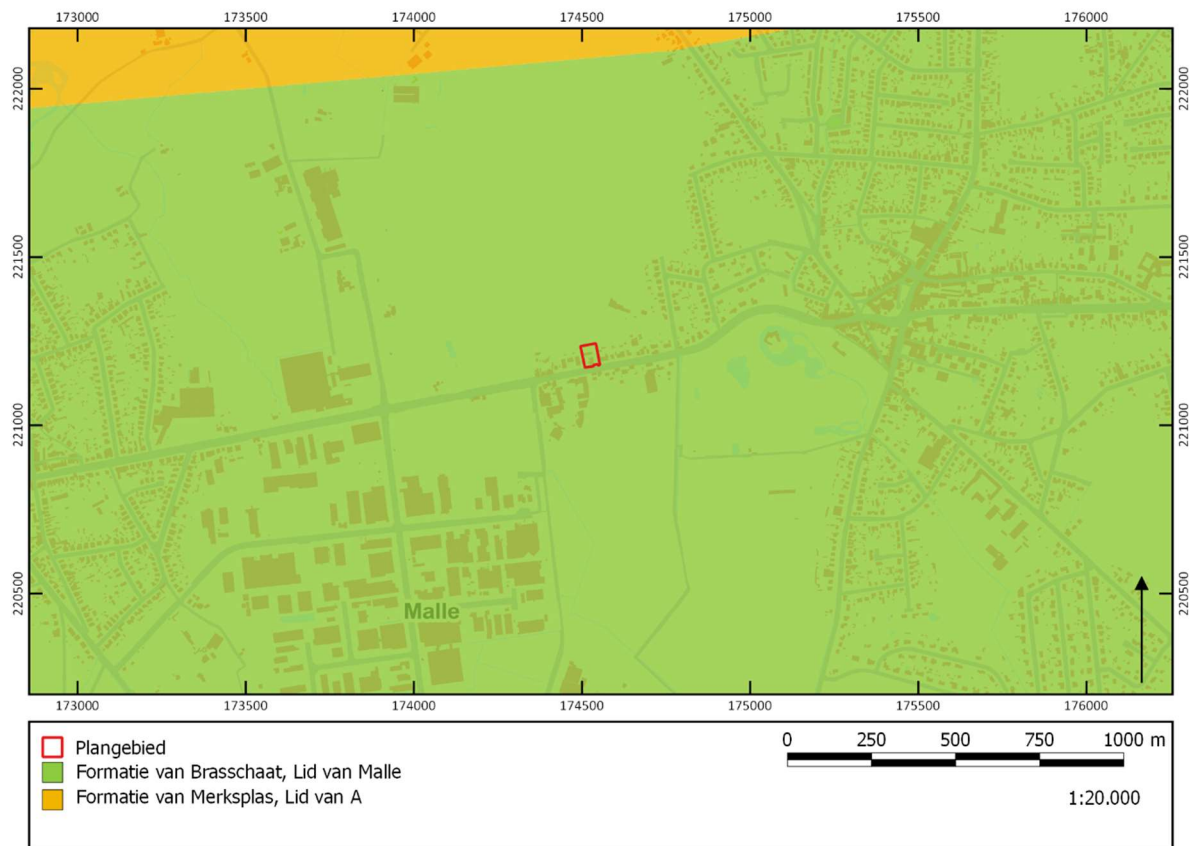 173000 173500 174000 174500 175000 175500 176000
222000 222000
221500 221500
221000 221000
220500 220500
Malle
173000 173500 174000 174500 175000 175500 176000
Plangebied
Formatie van Brasschaat, Lid van Malle
Formatie van Merksplas, Lid van A
0 250 500 750 1000 m
1:20.000